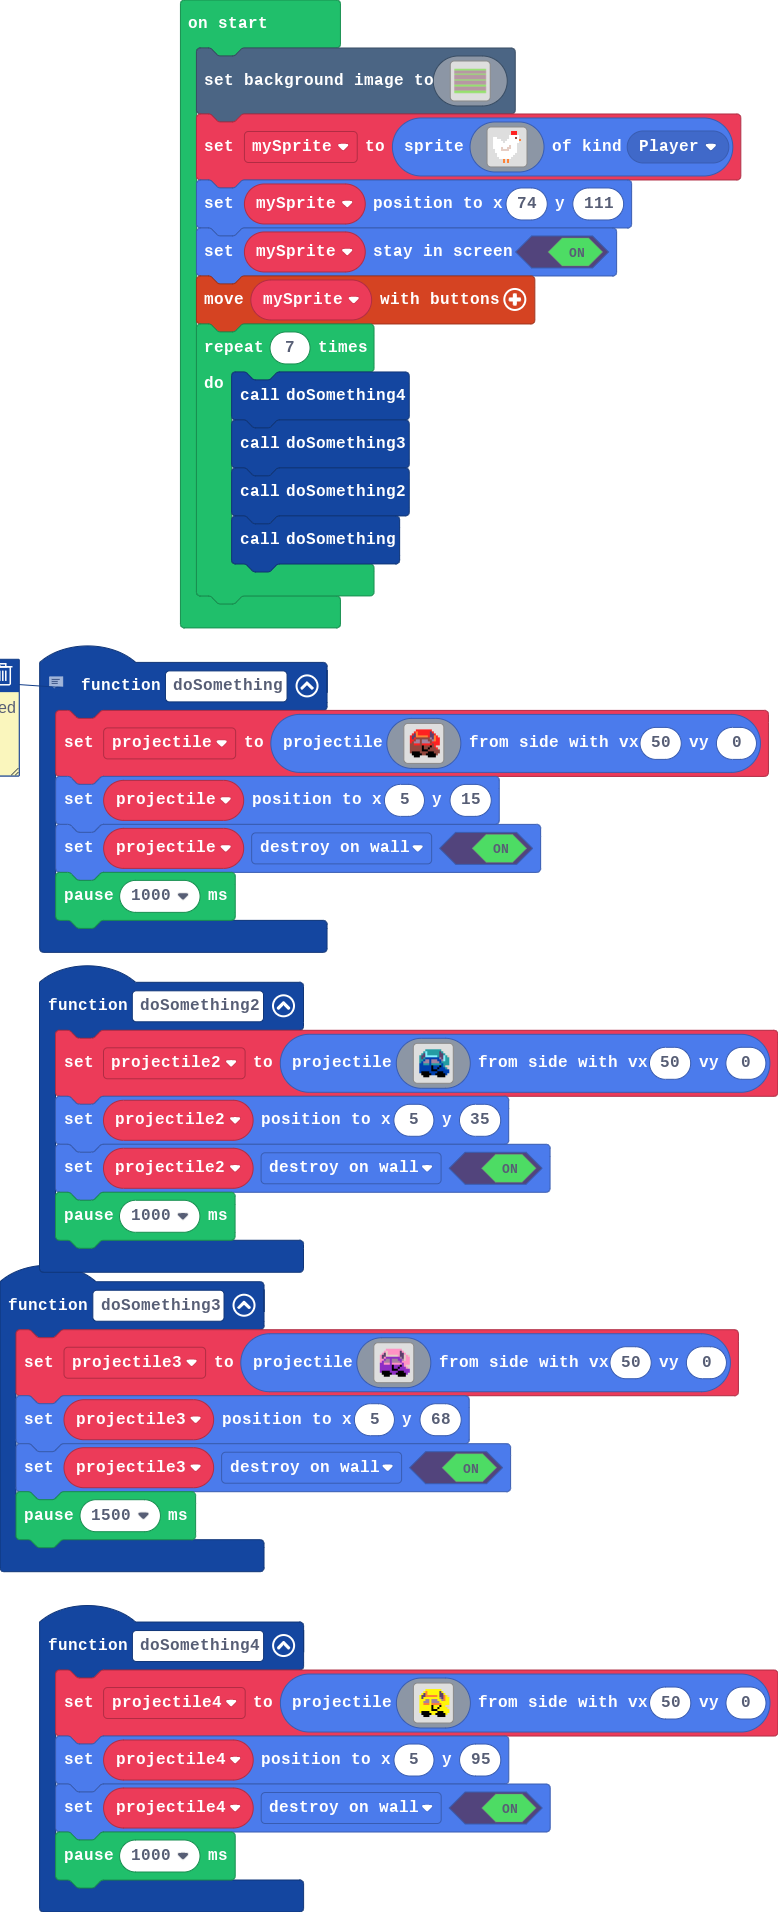 on start
set background image to
set mySprite to sprite of kind Player
set mySprite position to x 74 y 111
set mySprite stay in screen ON
move mySprite with buttons
repeat 7 times
do
call doSomething4
call doSomething3
call doSomething2
call doSomething
ed
function doSomething
set projectile to projectile from side with vx 50 vy 0
set projectile position to x 5 y 15
set projectile destroy on wall ON
pause 1000 ms
function doSomething2
set projectile2 to projectile from side with vx 50 vy 0
set projectile2 position to x 5 y 35
set projectile2 destroy on wall ON
pause 1000 ms
function doSomething3
set projectile3 to projectile from side with vx 50 vy 0
set projectile3 position to x 5 y 68
set projectile3 destroy on wall ON
pause 1500 ms
function doSomething4
set projectile4 to projectile from side with vx 50 vy 0
set projectile4 position to x 5 y 95
set projectile4 destroy on wall ON
pause 1000 ms